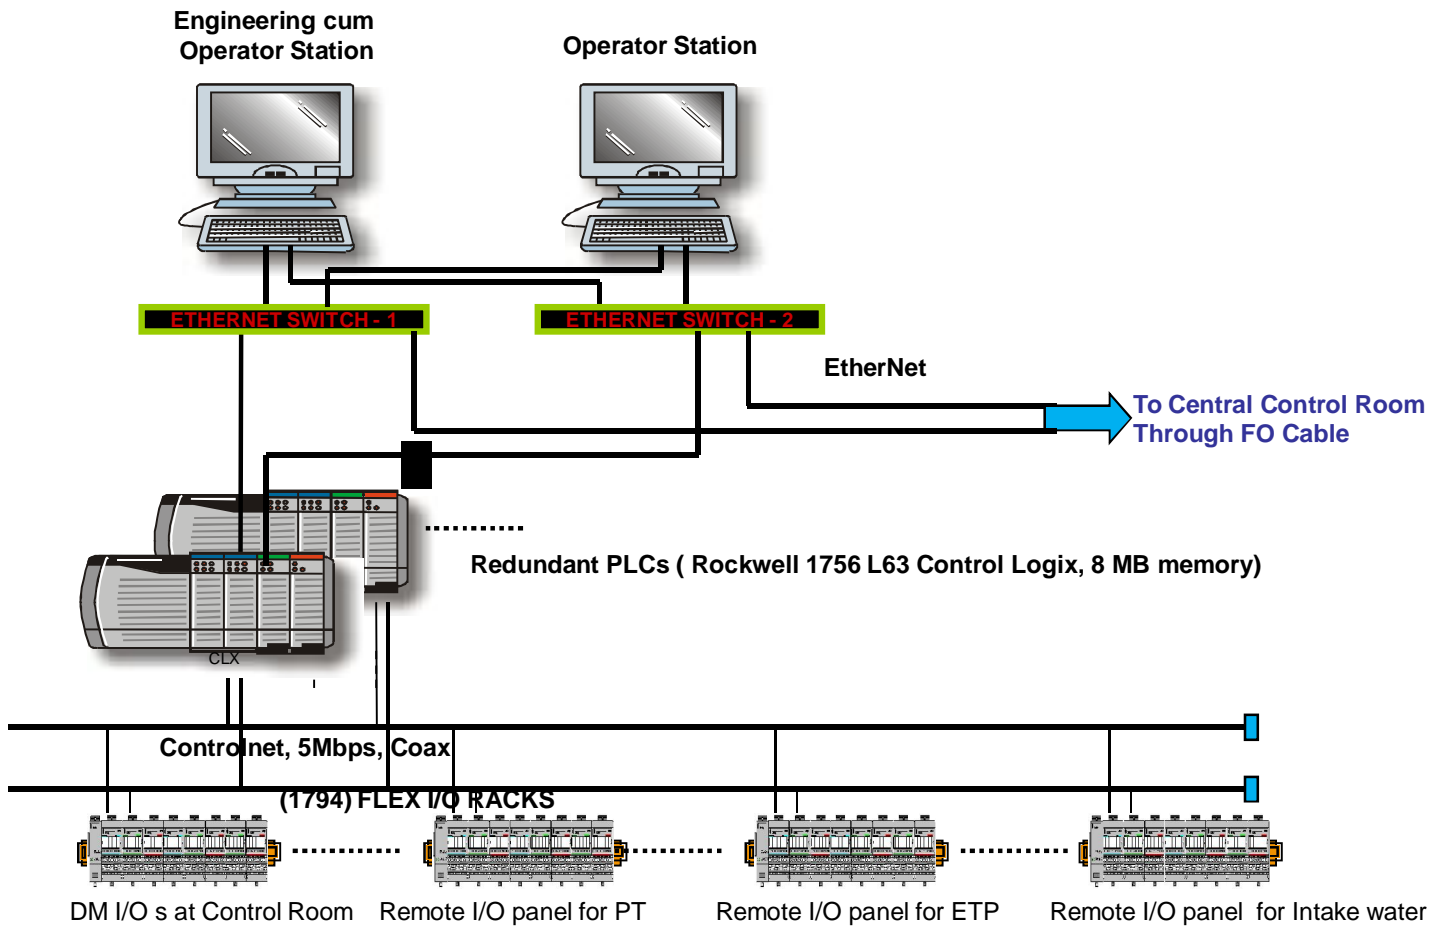 Engineering cum
Operator Station
Operator Station
ETHERNET SWITCH - 1
ETHERNET SWITCH - 2
EtherNet
To Central Control Room
Through FO Cable
Redundant PLCs ( Rockwell 1756 L63 Control Logix, 8 MB memory)
CLX
Controlnet, 5Mbps, Coax
(1794) FLEX I/O RACKS
DM I/O s at Control Room
Remote I/O panel for PT
Remote I/O panel for ETP
Remote I/O panel for Intake water